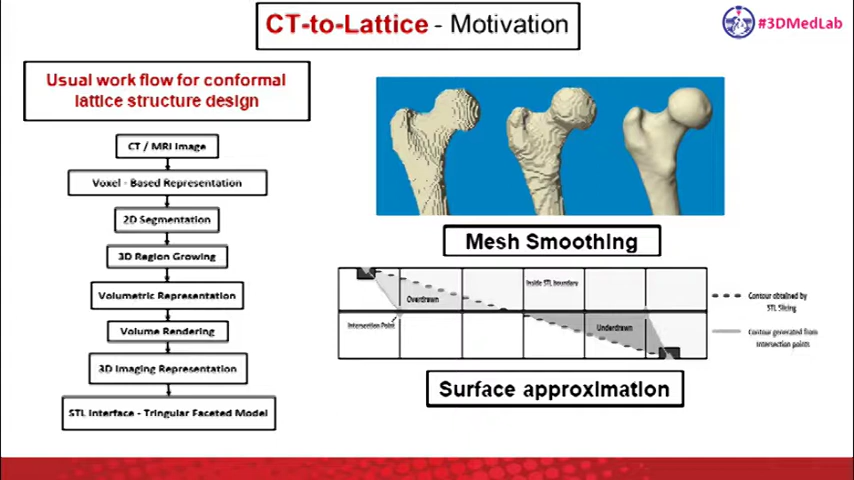 CT-to-Lattice - Motivation
#3DMedLab
Usual work flow for conformal
lattice structure design
CT / MRI Image
Voxel - Based Representation
2D Segmentation
3D Region Growing
Volumetric Representation
Volume Rendering
3D Imaging Representation
STL Interface - Tringular Faceted Model
Mesh Smoothing
Inside STL boundary
Overdrawn
Intersection Point
Underdrawn
Contour obtained by
STL Slicing
Contour generated from
intersection points
Surface approximation